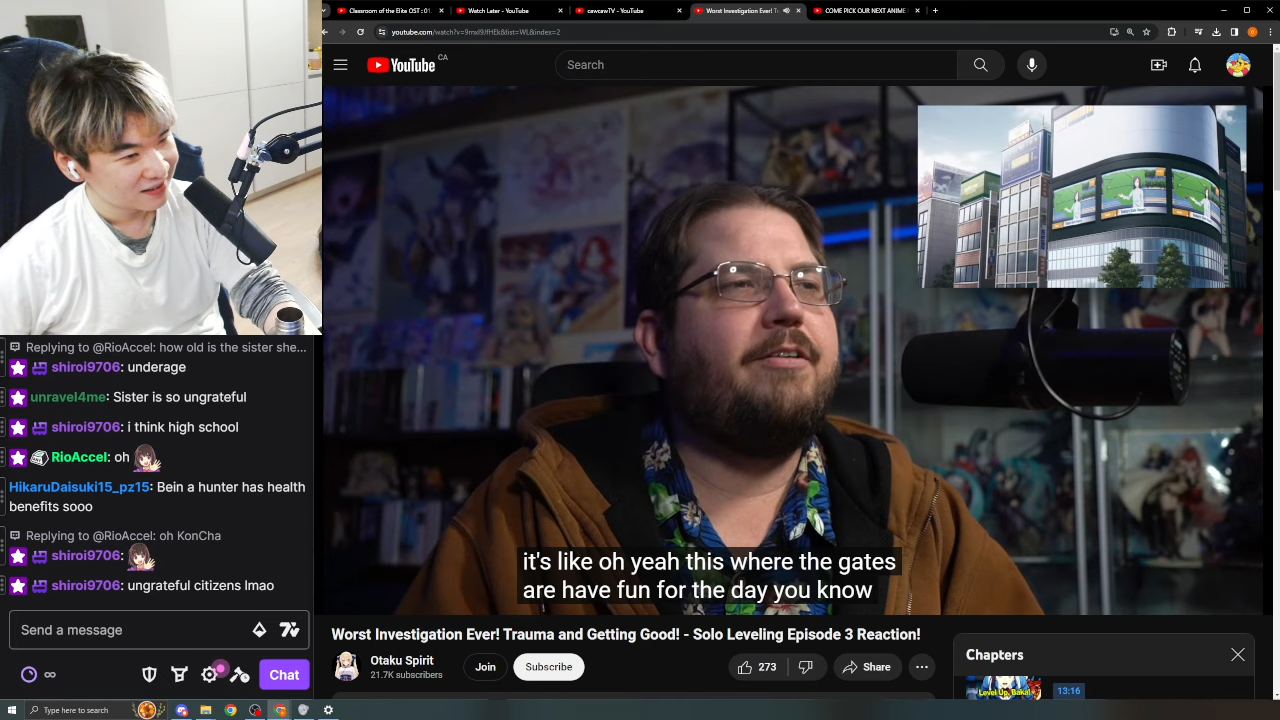 Classroom of the Elite OST : 01.
Watch Later - YouTube
cawcawTV - YouTube
Worst Investigation Ever! Tr
COME PICK OUR NEXT ANIME
youtube.com/watch?v=9mxl9JfHEk&list=WL&index=2
YouTube CA
Search
Replying to @RioAccel: how old is the sister she...
shiroi9706: underage
unravel4me: Sister is so ungrateful
shiroi9706: i think high school
RioAccel: oh
HikaruDaisuki15_pz15: Bein a hunter has health
benefits sooo
Replying to @RioAccel: oh KonCha
shiroi9706:
shiroi9706: ungrateful citizens lmao
Send a message
Chat
it's like oh yeah this where the gates
are have fun for the day you know
Worst Investigation Ever! Trauma and Getting Good! - Solo Leveling Episode 3 Reaction!
Otaku Spirit
21.7K subscribers
Join
Subscribe
273
Share
Chapters
Level Up, Baka!
13:16
Type here to search